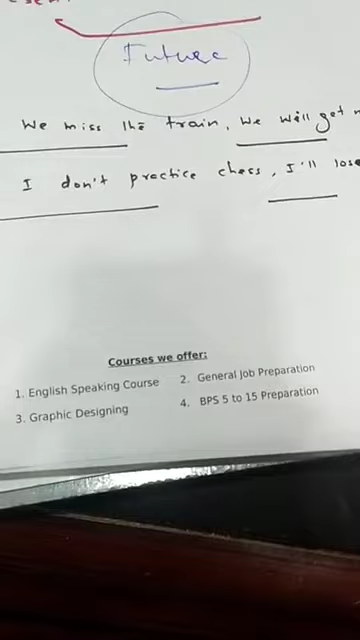 Future
We miss the train, We will get
I don't practice chess, I'll lose
Courses we offer:
1. English Speaking Course 2. General Job Preparation
3. Graphic Designing 4. BPS 5 to 15 Preparation